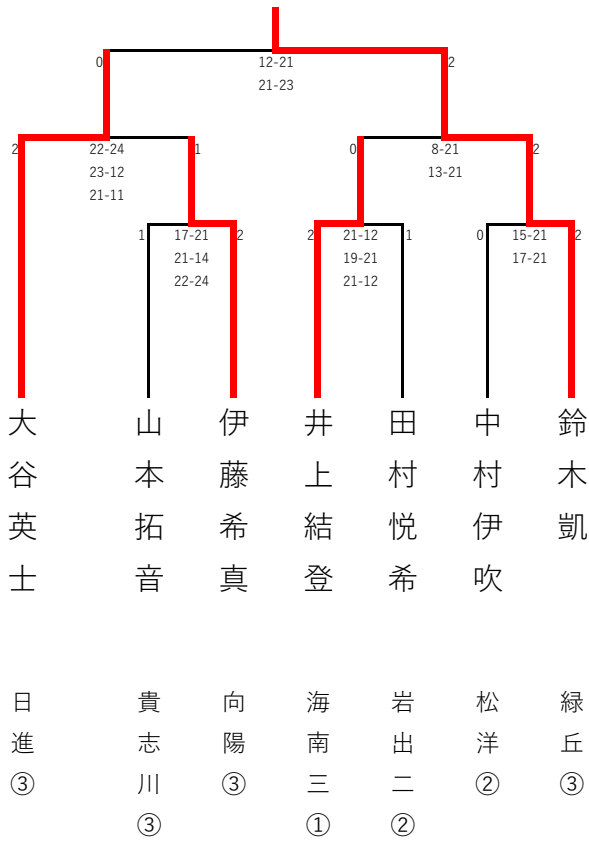 0 12-21 2
21-23
2 22-24 1
23-12
21-11
0 8-21 2
13-21
1 17-21 2
21-14
22-24
2 21-12 1
19-21
21-12
0 15-21 2
17-21
大谷英士
山本拓音
伊藤希真
井上結登
田村悦希
中村伊吹
鈴木凱
日進③
貴志川③
向陽③
海南三①
岩出二②
松洋②
緑丘③